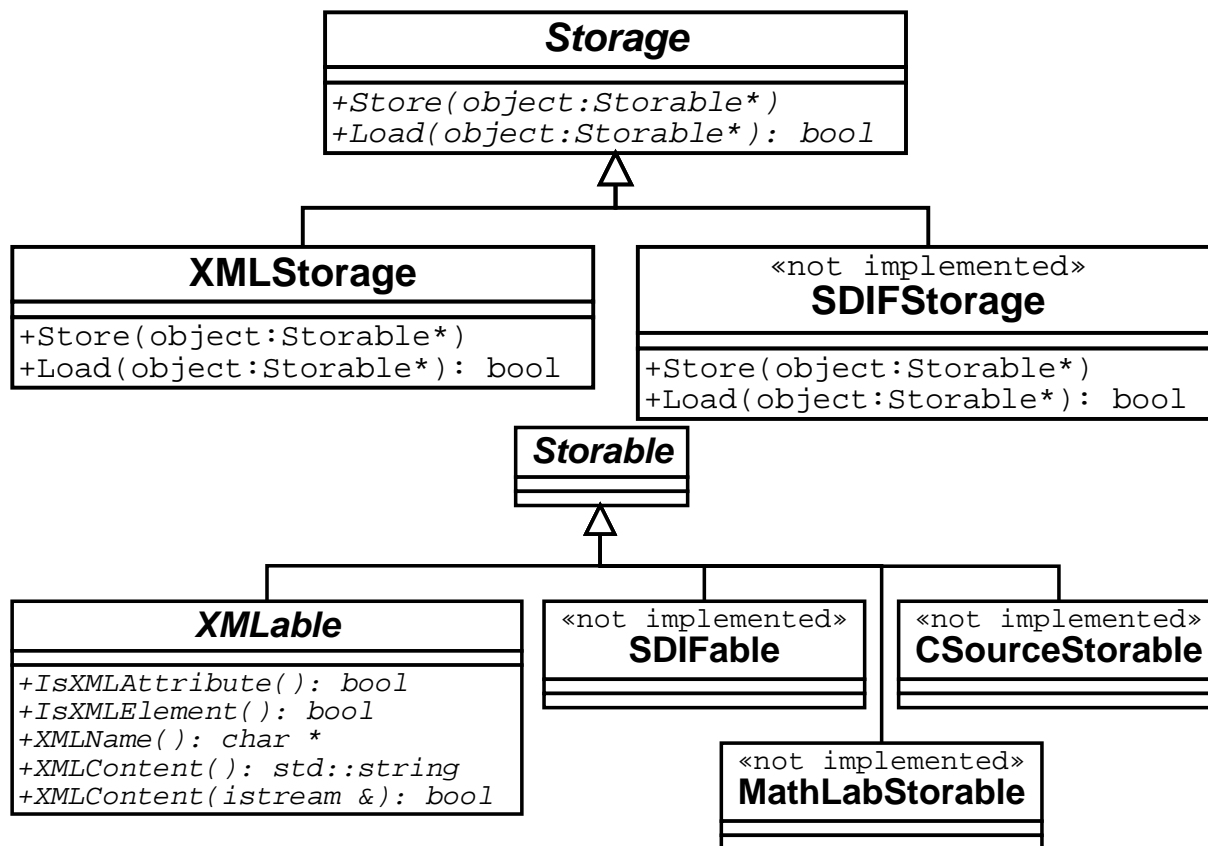 Storage
+Store(object:Storable*)
+Load(object:Storable*): bool
XMLStorage
+Store(object:Storable*)
+Load(object:Storable*): bool
«not implemented»
SDIFStorage
+Store(object:Storable*)
+Load(object:Storable*): bool
Storable
XMLable
+IsXMLAttribute(): bool
+IsXMLElement(): bool
+XMLName(): char *
+XMLContent(): std::string
+XMLContent(istream &): bool
«not implemented»
SDIFable
«not implemented»
CSourceStorable
«not implemented»
MathLabStorable